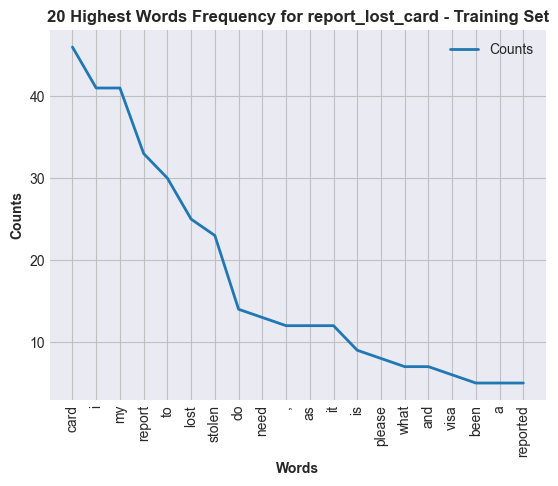 20 Highest Words Frequency for report_lost_card - Training Set
Counts
Counts
40
30
20
10
card
i
my
report
to
lost
stolen
do
need
,
as
it
is
please
what
and
visa
been
a
reported
Words